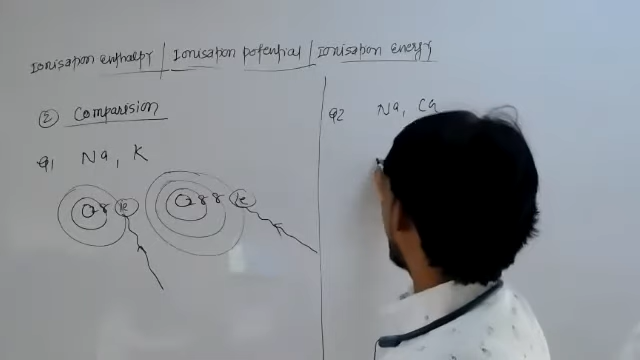 Ionisation enthalpy | Ionisation potential | Ionisation energy
② Comparision
Q1 Na, K
2 8 1e
2 8 8 1e
Q2 Na, Ca